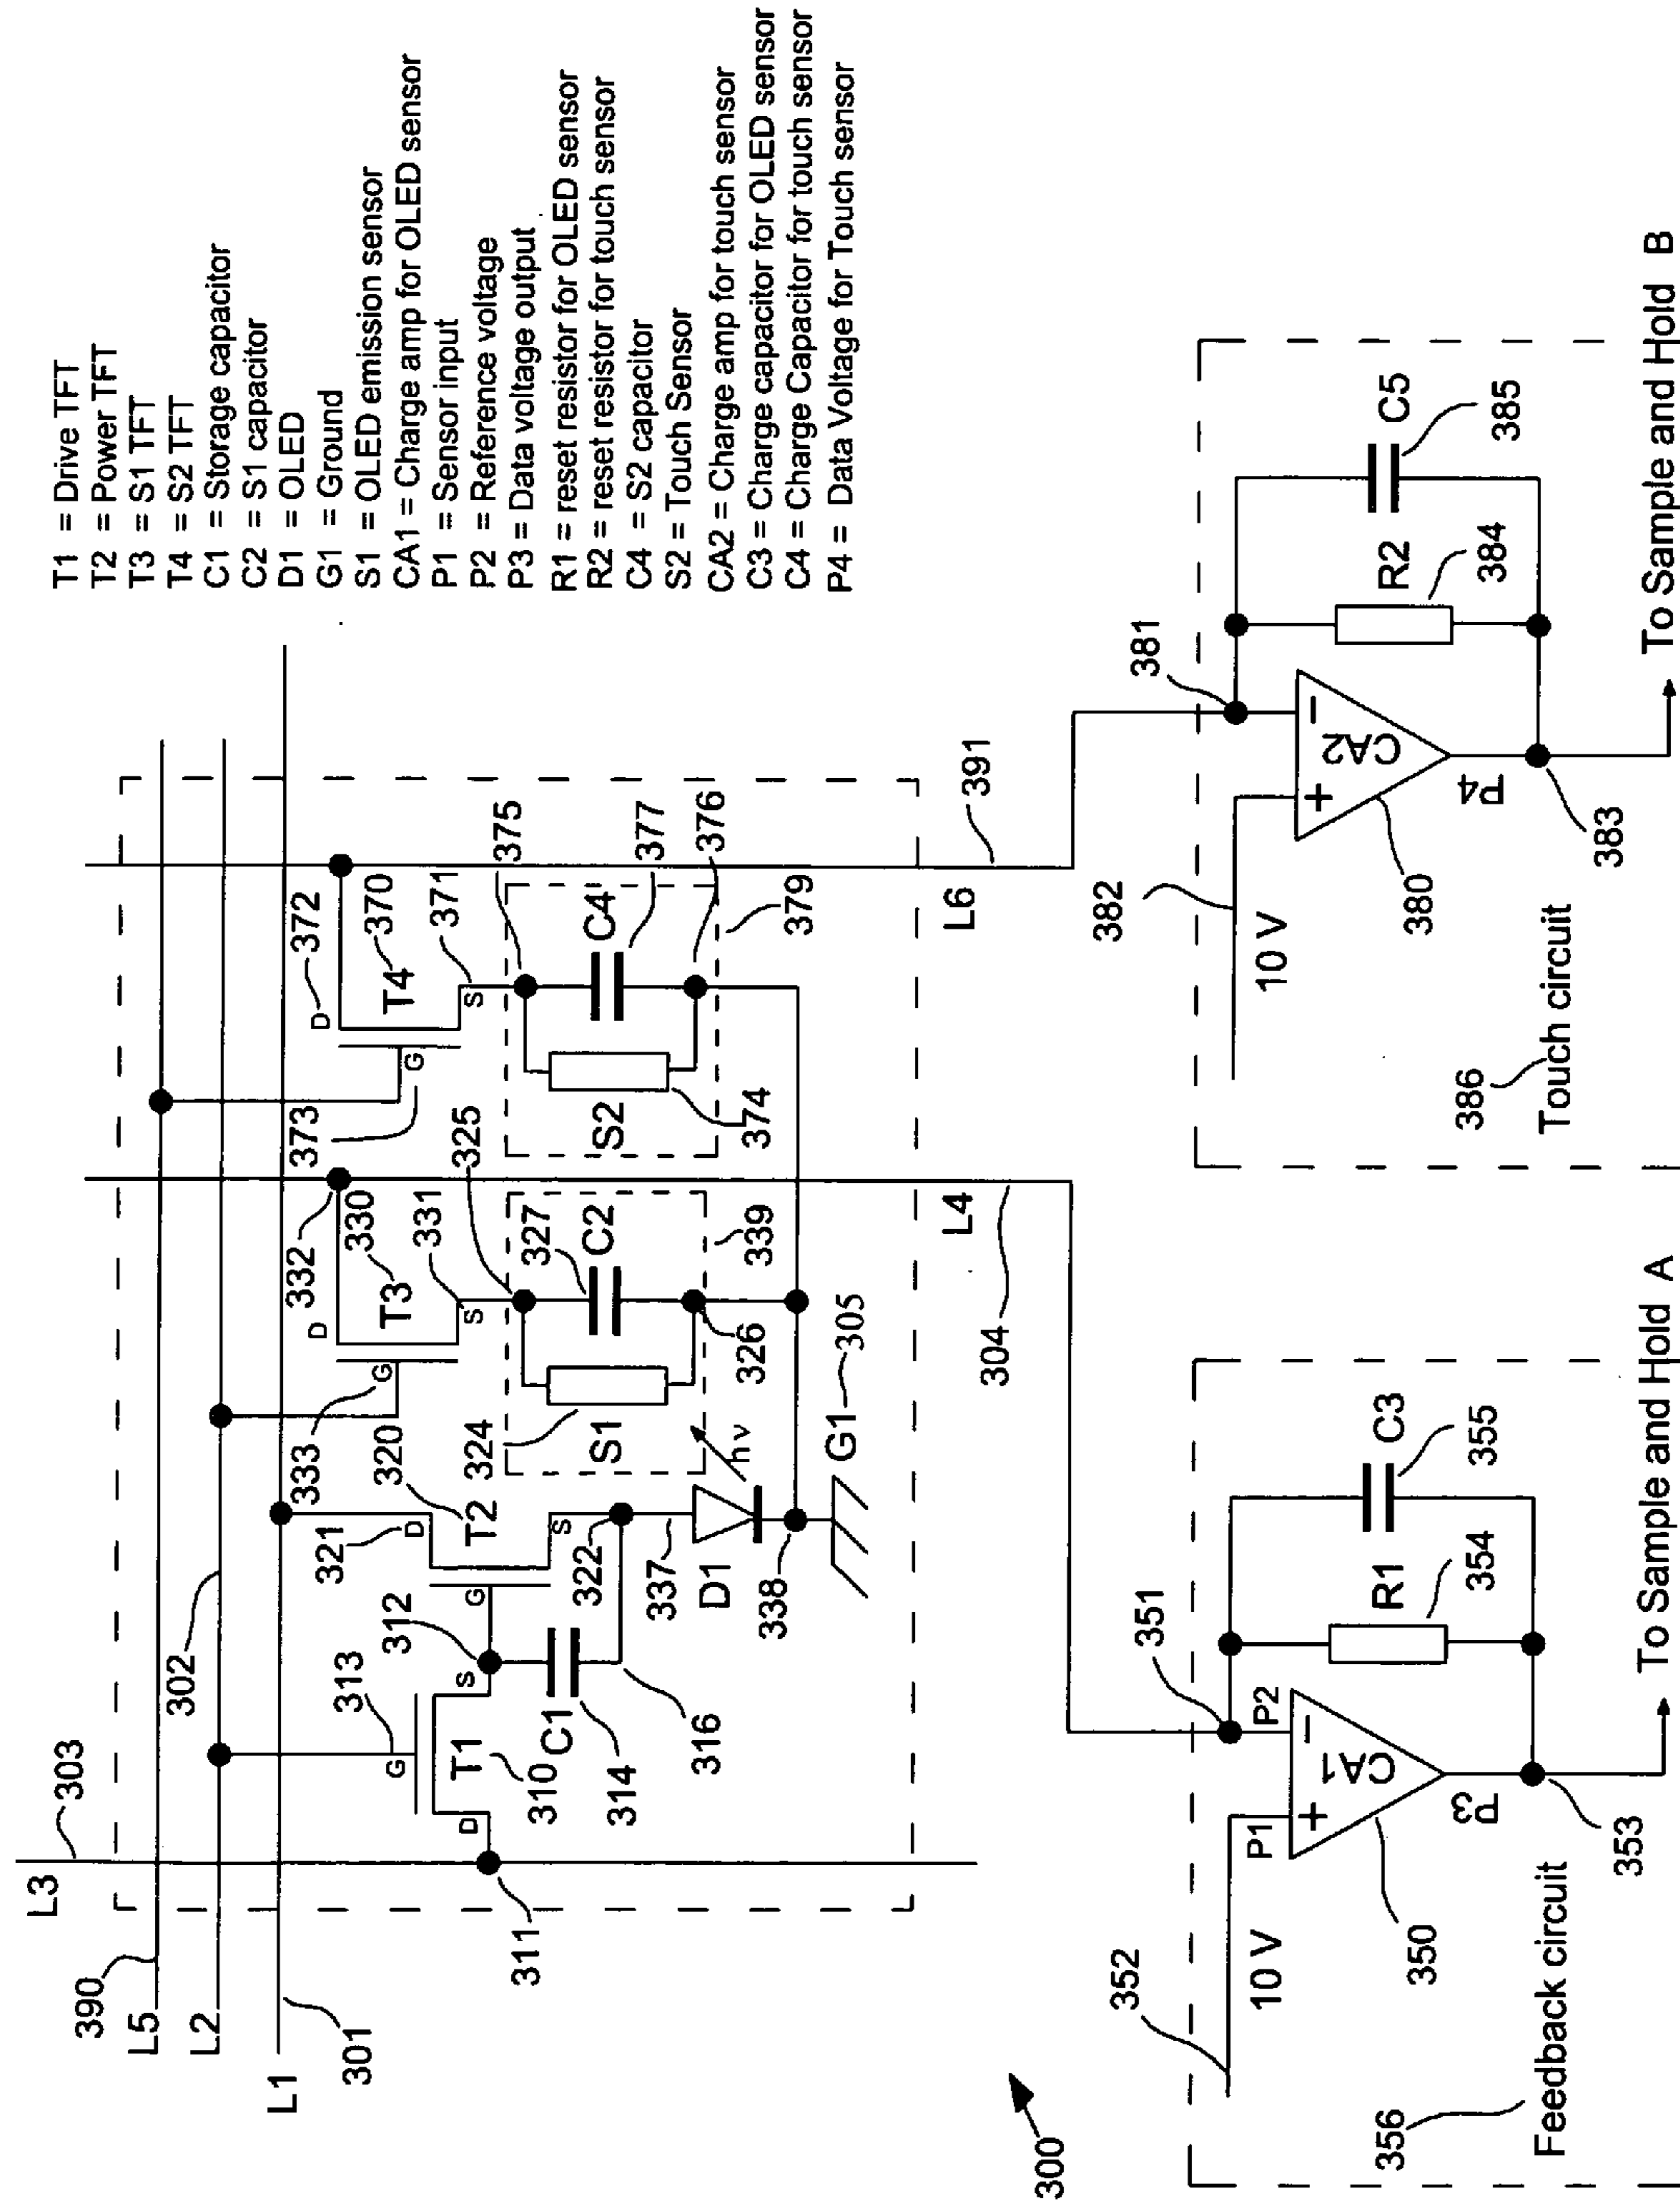 T1 = Drive TFT
T2 = Power TFT
T3 = S1 TFT
T4 = S2 TFT
C1 = Storage capacitor
C2 = S1 capacitor
D1 = OLED
G1 = Ground
S1 = OLED emission sensor
CA1 = Charge amp for OLED sensor
P1 = Sensor input
P2 = Reference voltage
P3 = Data voltage output
R1 = reset resistor for OLED sensor
R2 = reset resistor for touch sensor
C4 = S2 capacitor
S2 = Touch Sensor
CA2 = Charge amp for touch sensor
C3 = Charge capacitor for OLED sensor
C4 = Charge Capacitor for touch sensor
P4 = Data Voltage for Touch sensor
L3
303
390
L5
L2
L1
301
302
311
D
G
S
T1
310
313
312
C1
314
316
G
D
S
321
T2
320
322
337
D1
338
hν
G1
305
333
G
D
S
332
T3
330
331
325
324
S1
327
C2
326
339
373
G
D
S
372
T4
370
371
375
S2
374
C4
377
376
379
L4
304
L6
391
300
352
10 V
P1
P2
351
+
−
CA1
350
P3
353
R1
354
C3
355
356
Feedback circuit
To Sample and Hold A
382
10 V
381
+
−
CA2
380
P4
383
R2
384
C5
385
386
Touch circuit
To Sample and Hold B